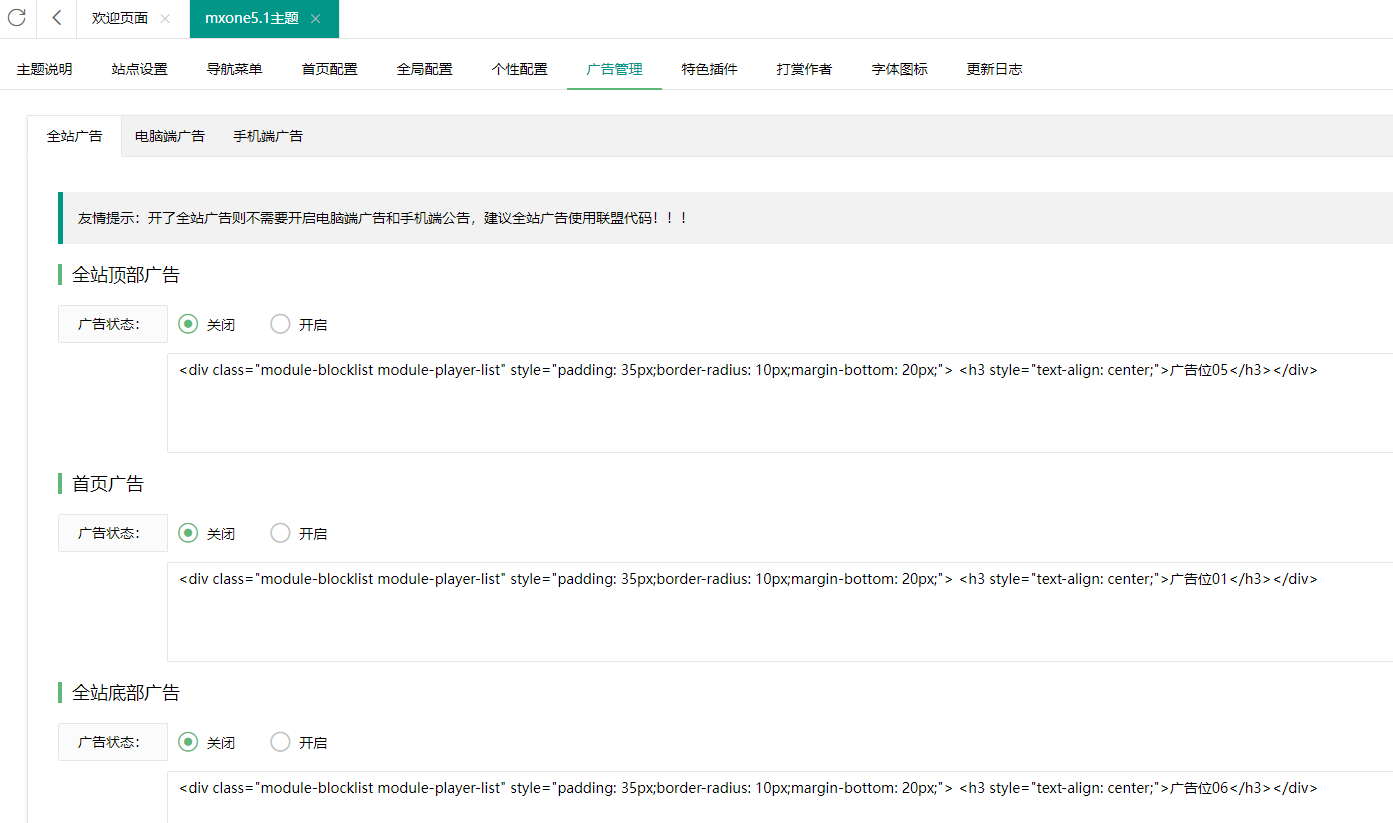 欢迎页面 mxone5.1主题
主题说明 站点设置 导航菜单 首页配置 全局配置 个性配置 广告管理 特色插件 打赏作者 字体图标 更新日志
全站广告 电脑端广告 手机端广告
友情提示：开了全站广告则不需要开启电脑端广告和手机端公告，建议全站广告使用联盟代码！！！
全站顶部广告
广告状态： 关闭 开启
<div class="module-blocklist module-player-list" style="padding: 35px;border-radius: 10px;margin-bottom: 20px;"> <h3 style="text-align: center;">广告位05</h3></div>
首页广告
广告状态： 关闭 开启
<div class="module-blocklist module-player-list" style="padding: 35px;border-radius: 10px;margin-bottom: 20px;"> <h3 style="text-align: center;">广告位01</h3></div>
全站底部广告
广告状态： 关闭 开启
<div class="module-blocklist module-player-list" style="padding: 35px;border-radius: 10px;margin-bottom: 20px;"> <h3 style="text-align: center;">广告位06</h3></div>